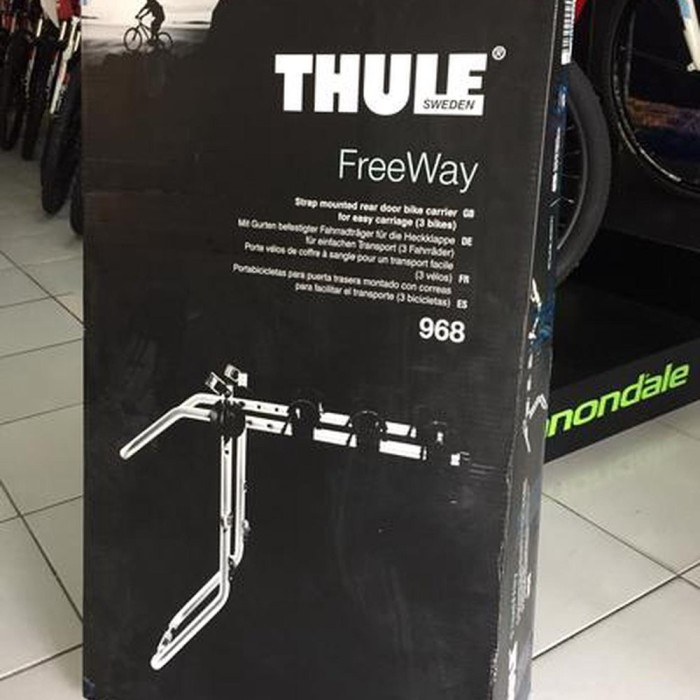 THULE®
SWEDEN
FreeWay
Strap mounted rear door bike carrier GB
for easy carriage (3 bikes)
Mit Gurten befestigter Fahrradträger für die Heckklappe DE
für einfachen Transport (3 Fahrräder)
Porte vélos de coffre à sangle pour un transport facile
(3 vélos) FR
Portabicicletas para puerta trasera montado con correas
para facilitar el transporte (3 bicicletas) ES
968
nnondale